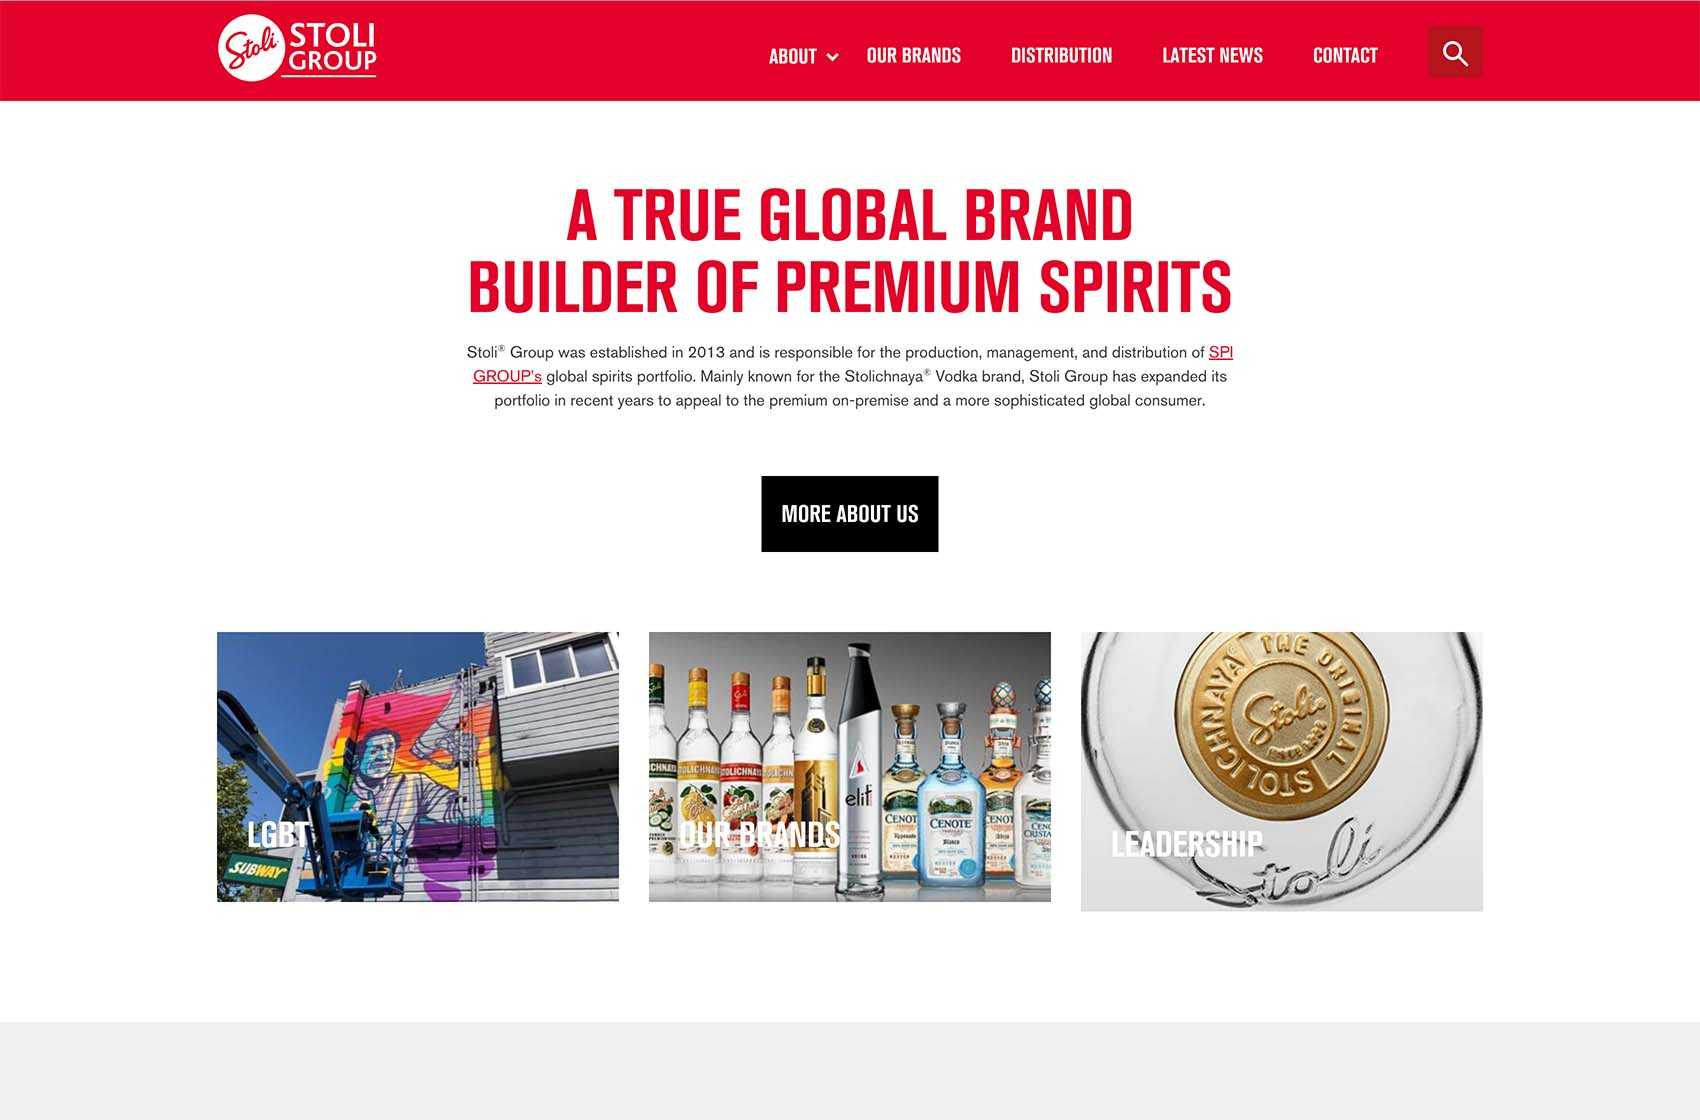 Stoli STOLI
GROUP
ABOUT OUR BRANDS DISTRIBUTION LATEST NEWS CONTACT
A TRUE GLOBAL BRAND
BUILDER OF PREMIUM SPIRITS
Stoli® Group was established in 2013 and is responsible for the production, management, and distribution of SPI
GROUP's global spirits portfolio. Mainly known for the Stolichnaya® Vodka brand, Stoli Group has expanded its
portfolio in recent years to appeal to the premium on-premise and a more sophisticated global consumer.
MORE ABOUT US
LGBT
SUBWAY
OUR BRANDS
elit
CENOTE
CENOTE
LEADERSHIP
STOLICHNAYA® THE ORIGINAL
Stoli
Stoli